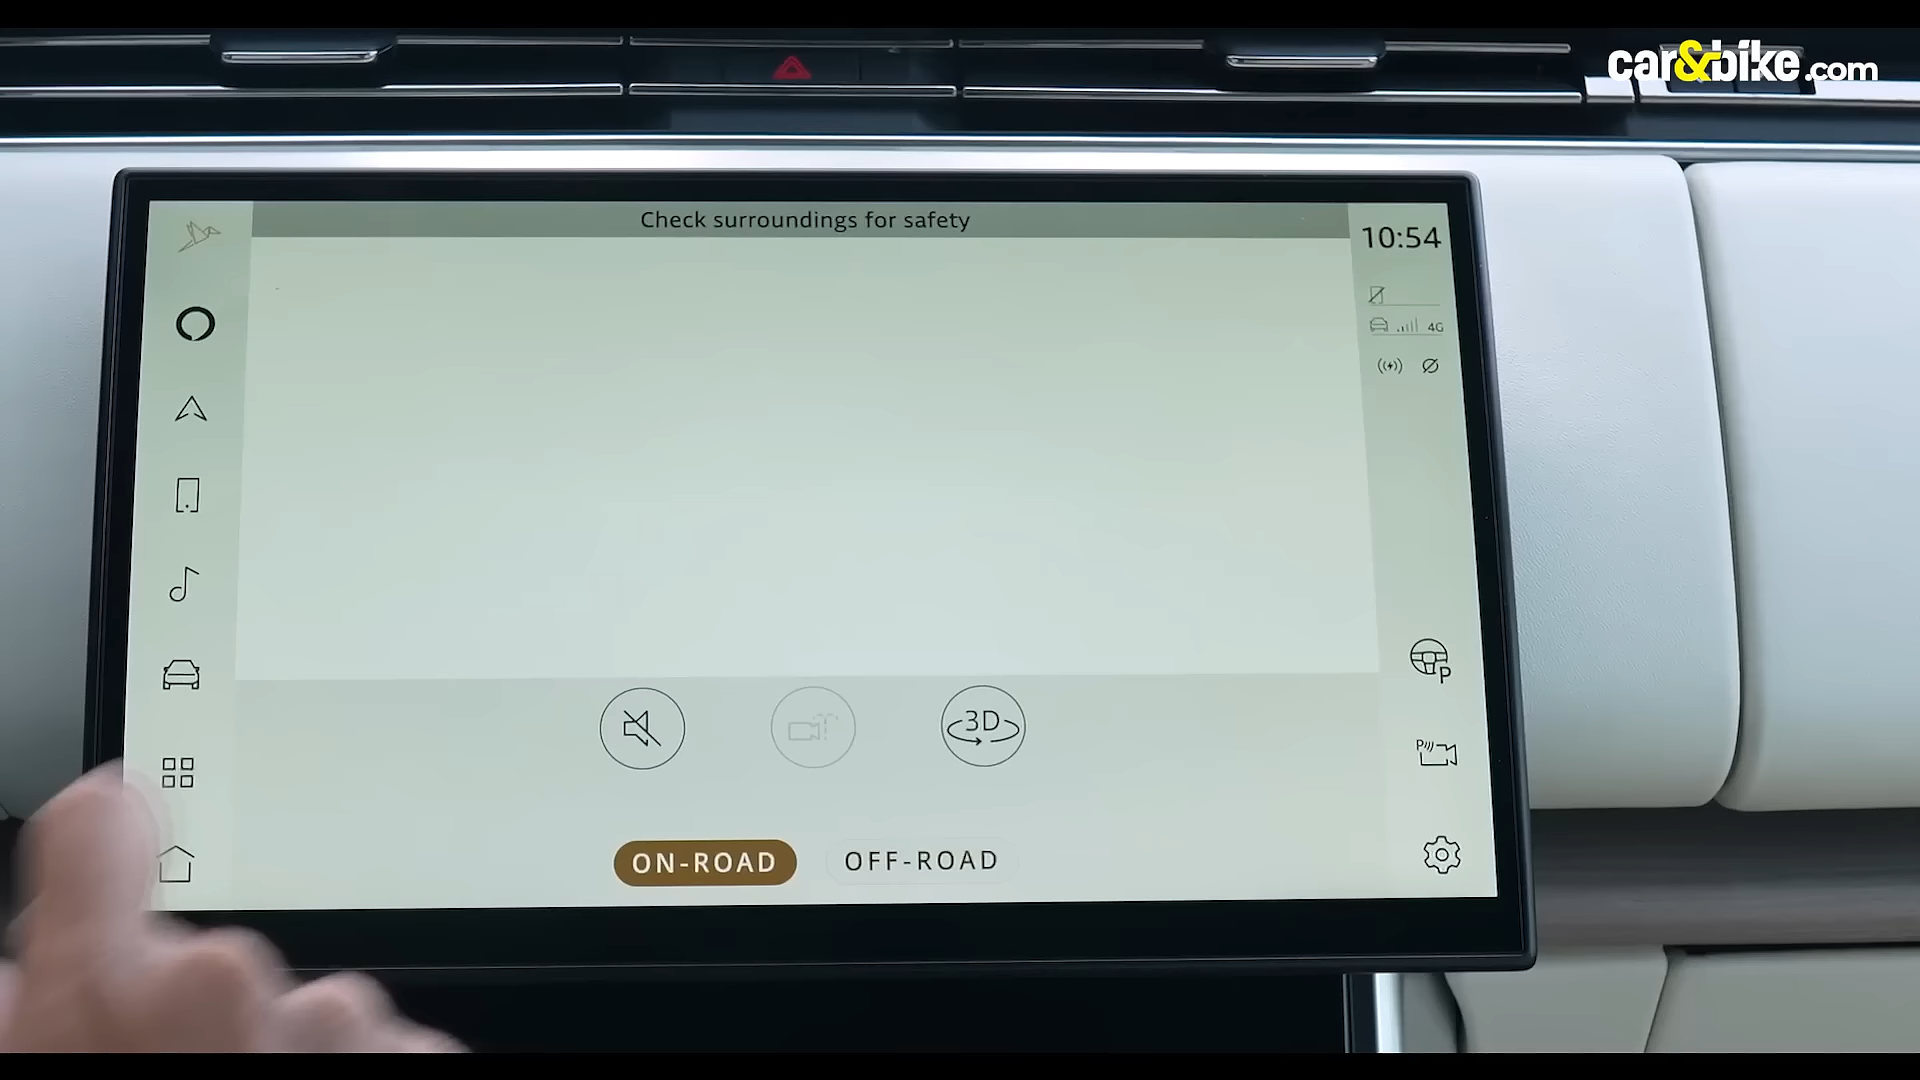 car&bike.com
Check surroundings for safety
10:54
4G
3D
P
P
ON-ROAD
OFF-ROAD